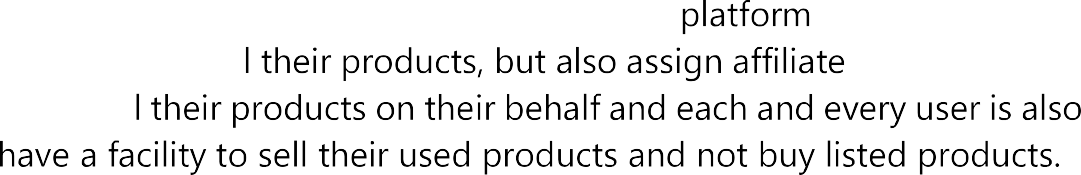 platform
l their products, but also assign affiliate
l their products on their behalf and each and every user is also
have a facility to sell their used products and not buy listed products.